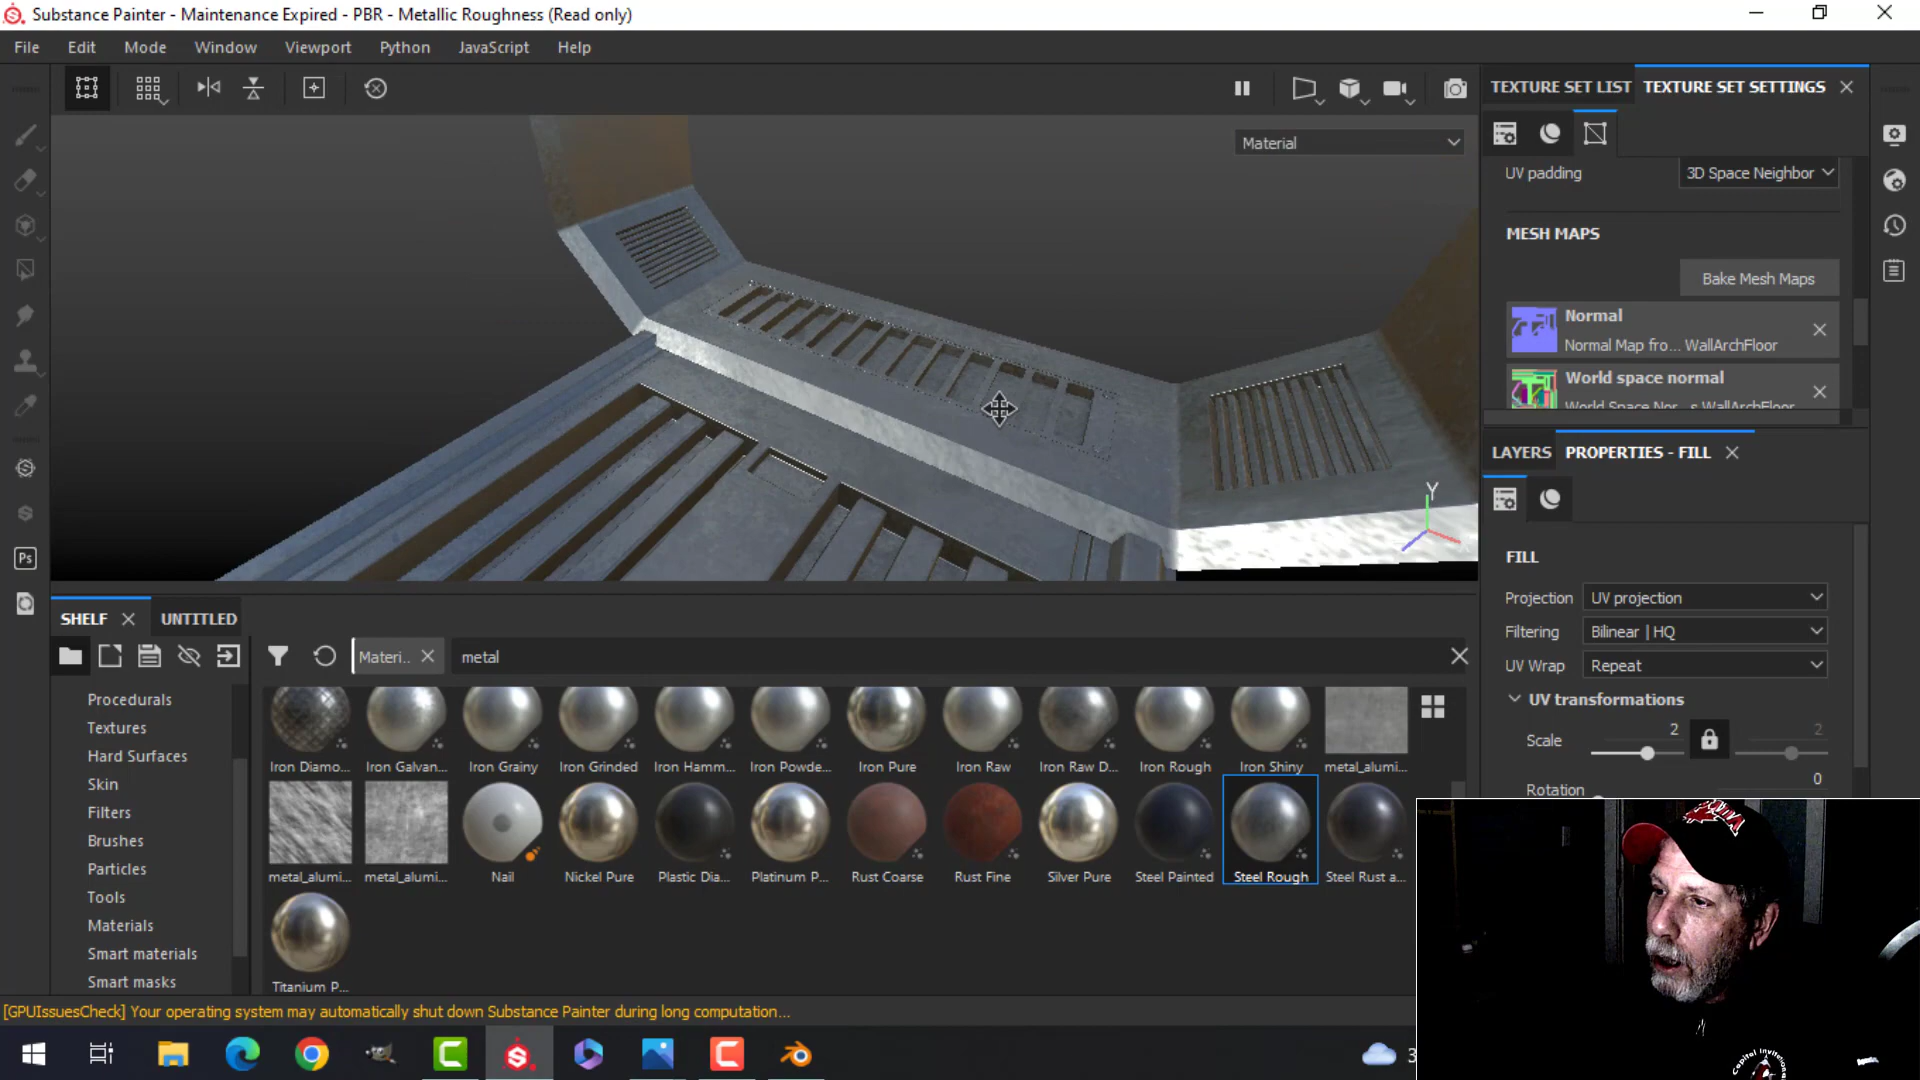 Substance Painter - Maintenance Expired - PBR - Metallic Roughness (Read only)
File Edit Mode Window Viewport Python JavaScript Help
TEXTURE SET LIST TEXTURE SET SETTINGS
Material
UV padding 3D Space Neighbor
MESH MAPS
Bake Mesh Maps
Normal
Normal Map fro... WallArchFloor
World space normal
World Space Nor...s WallArchFloor
Y
LAYERS PROPERTIES - FILL
FILL
Projection UV projection
Filtering Bilinear | HQ
UV Wrap Repeat
UV transformations
Scale 2 2
Rotation 0
SHELF UNTITLED
Materi.. metal
Procedurals
Textures
Hard Surfaces
Skin
Filters
Brushes
Particles
Tools
Materials
Smart materials
Smart masks
Iron Diamo... Iron Galvan... Iron Grainy Iron Grinded Iron Hamm... Iron Powde... Iron Pure Iron Raw Iron Raw D... Iron Rough Iron Shiny metal_alumi...
metal_alumi... metal_alumi... Nail Nickel Pure Plastic Dia... Platinum P... Rust Coarse Rust Fine Silver Pure Steel Painted Steel Rough Steel Rust a...
Titanium P...
[GPUIssuesCheck] Your operating system may automatically shut down Substance Painter during long computation...
Ps